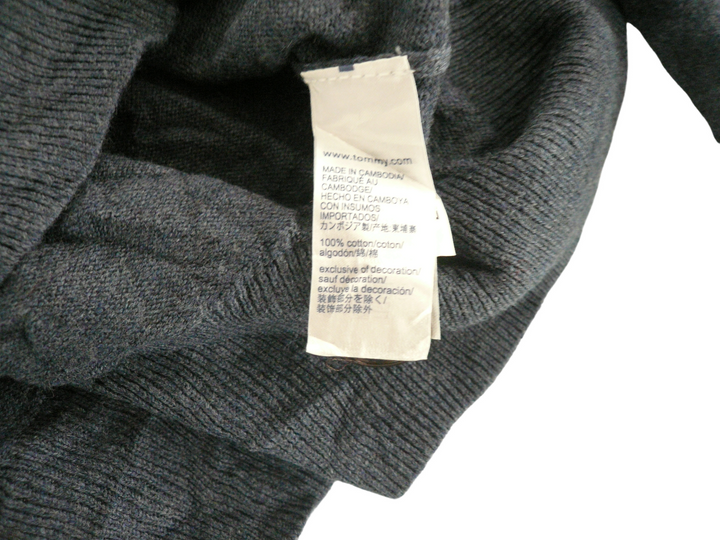 www.tommy.com
MADE IN CAMBODIA/
FABRIQUÉ AU
CAMBODGE/
HECHO EN CAMBOYA
CON INSUMOS
IMPORTADOS/
カンボジア製/产地:柬埔寨
100% cotton/coton/
algodón/綿/棉
exclusive of decoration/
sauf décoration/
excluye la decoración/
装飾部分を除く/
装饰部分除外